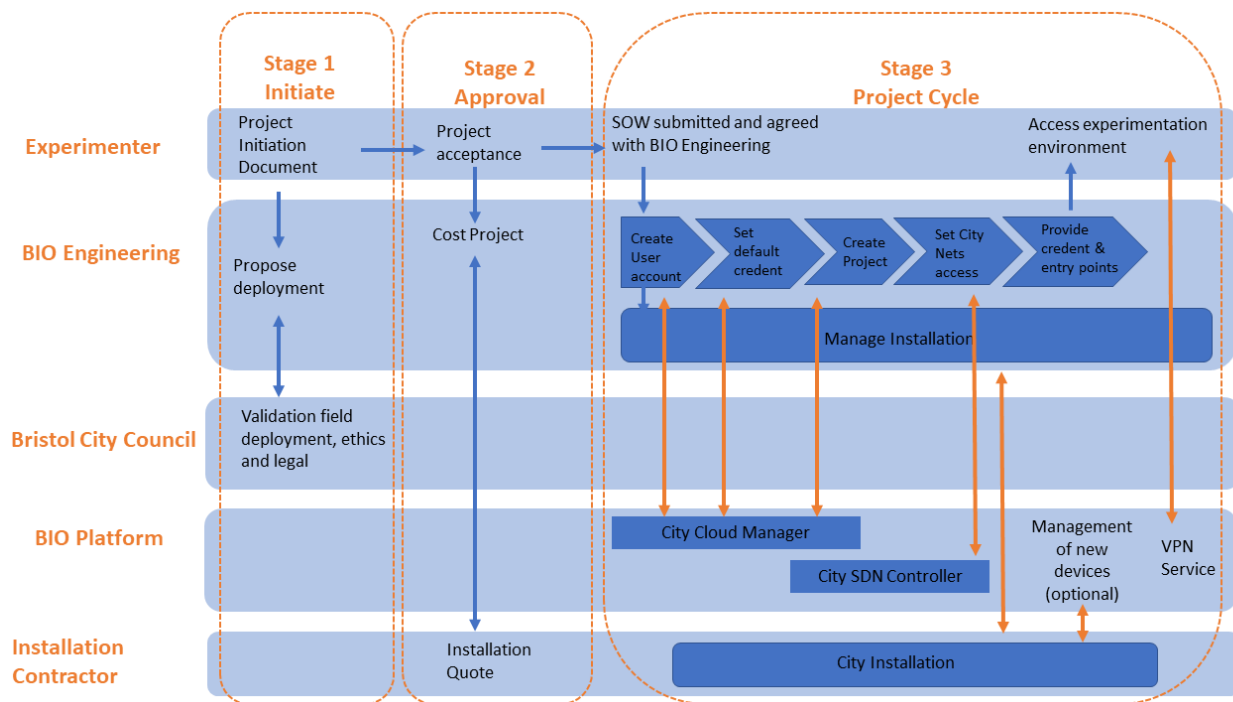 Stage 1
Initiate
Stage 2
Approval
Stage 3
Project Cycle
Experimenter
Project
Initiation
Document
Project
acceptance
SOW submitted and agreed
with BIO Engineering
Access experimentation
environment
BIO Engineering
Propose
deployment
Cost Project
Create
User
account
Set
default
credent
Create
Project
Set City
Nets
access
Provide
credent &
entry points
Manage Installation
Bristol City Council
Validation field
deployment, ethics
and legal
BIO Platform
City Cloud Manager
City SDN Controller
Management
of new
devices
(optional)
VPN
Service
Installation
Contractor
Installation
Quote
City Installation